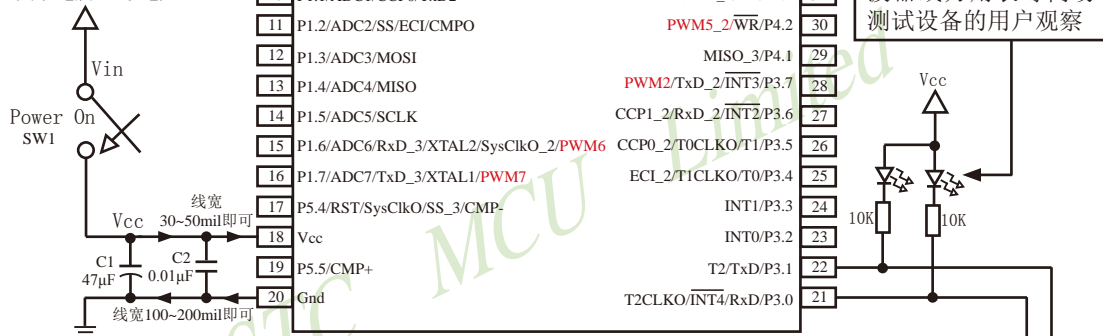 测试设备的用户观察
Vin
Power On
SW1
11 P1.2/ADC2/SS/ECI/CMPO
12 P1.3/ADC3/MOSI
13 P1.4/ADC4/MISO
14 P1.5/ADC5/SCLK
15 P1.6/ADC6/RxD_3/XTAL2/SysClkO_2/PWM6
16 P1.7/ADC7/TxD_3/XTAL1/PWM7
17 P5.4/RST/SysClkO/SS_3/CMP-
18 Vcc
19 P5.5/CMP+
20 Gnd
PWM5_2/WR/P4.2 30
MISO_3/P4.1 29
PWM2/TxD_2/INT3/P3.7 28
CCP1_2/RxD_2/INT2/P3.6 27
CCP0_2/T0CLKO/T1/P3.5 26
ECI_2/T1CLKO/T0/P3.4 25
INT1/P3.3 24
INT0/P3.2 23
T2/TxD/P3.1 22
T2CLKO/INT4/RxD/P3.0 21
Vcc
10K
10K
Vcc
线宽
30~50mil即可
C1
47μF
C2
0.01μF
线宽100~200mil即可
STC MCU Limited